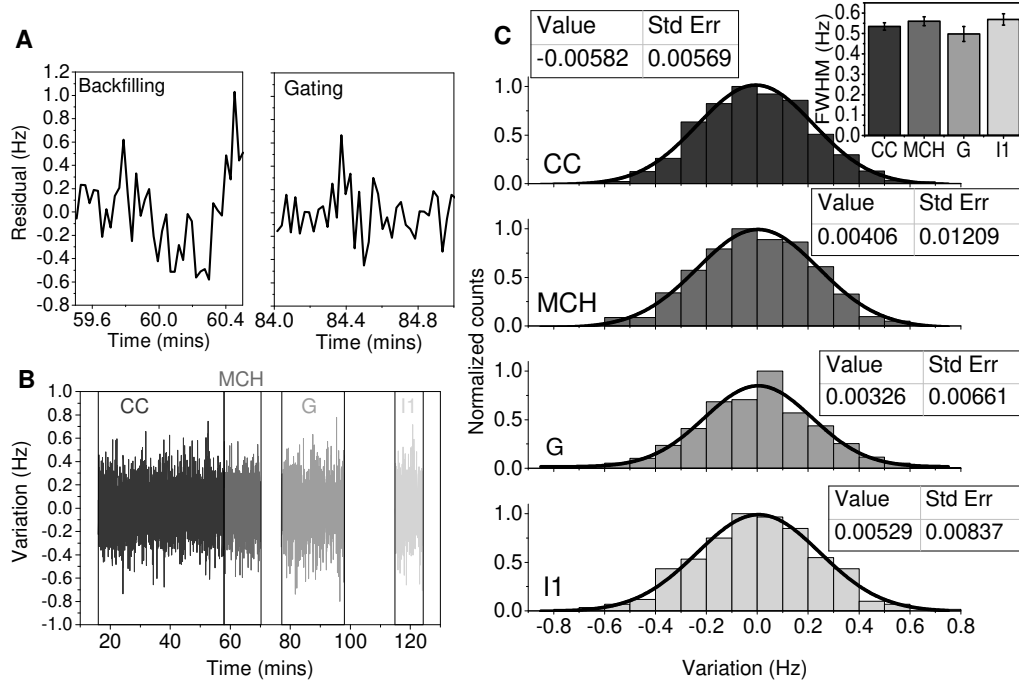 A
Backfilling
Gating
Residual (Hz)
1.2
1.0
0.8
0.6
0.4
0.2
0.0
-0.2
-0.4
-0.6
-0.8
59.6 60.0 60.4
84.0 84.4 84.8
Time (mins)
Time (mins)
B
MCH
CC
G
I1
Variation (Hz)
1.0
0.8
0.6
0.4
0.2
0.0
-0.2
-0.4
-0.6
-0.8
-1.0
20 40 60 80 100 120
Time (mins)
C
Value Std Err
-0.00582 0.00569
FWHM (Hz)
0.6
0.5
0.4
0.3
0.2
0.1
0.0
CC MCH G I1
1.0
0.5
0.0
CC
Value Std Err
0.00406 0.01209
1.0
0.5
0.0
MCH
Normalized counts
Value Std Err
0.00326 0.00661
1.0
0.5
0.0
G
Value Std Err
0.00529 0.00837
1.0
0.5
0.0
I1
-0.8 -0.6 -0.4 -0.2 0.0 0.2 0.4 0.6 0.8
Variation (Hz)